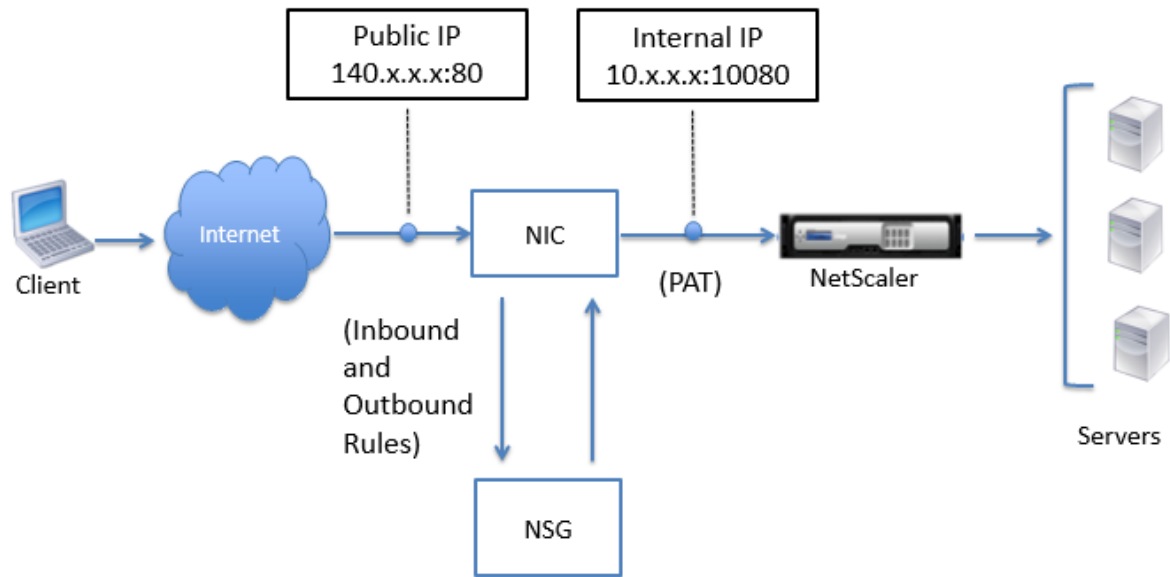 Public IP
140.x.x.x:80
Internal IP
10.x.x.x:10080
Client
Internet
NIC
(PAT)
NetScaler
(Inbound
and
Outbound
Rules)
Servers
NSG